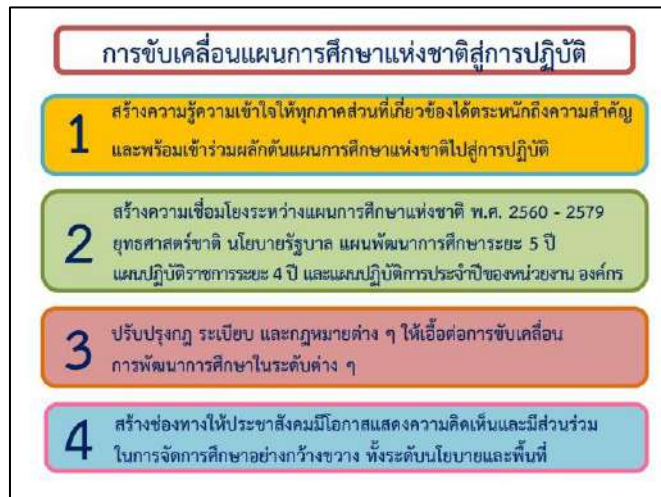 การขับเคลื่อนแผนการศึกษาแห่งชาติสู่การปฏิบัติ
1 สร้างความรู้ความเข้าใจให้ทุกภาคส่วนที่เกี่ยวข้องได้ตระหนักถึงความสำคัญ
และพร้อมเข้าร่วมผลักดันแผนการศึกษาแห่งชาติไปสู่การปฏิบัติ
2 สร้างความเชื่อมโยงระหว่างแผนการศึกษาแห่งชาติ พ.ศ. 2560 - 2579
ยุทธศาสตร์ชาติ นโยบายรัฐบาล แผนพัฒนาการศึกษาระยะ 5 ปี
แผนปฏิบัติราชการระยะ 4 ปี และแผนปฏิบัติการประจำปีของหน่วยงาน องค์กร
3 ปรับปรุงกฎ ระเบียบ และกฎหมายต่าง ๆ ให้เอื้อต่อการขับเคลื่อน
การพัฒนาการศึกษาในระดับต่าง ๆ
4 สร้างช่องทางให้ประชาสังคมมีโอกาสแสดงความคิดเห็นและมีส่วนร่วม
ในการจัดการศึกษาอย่างกว้างขวาง ทั้งระดับนโยบายและพื้นที่